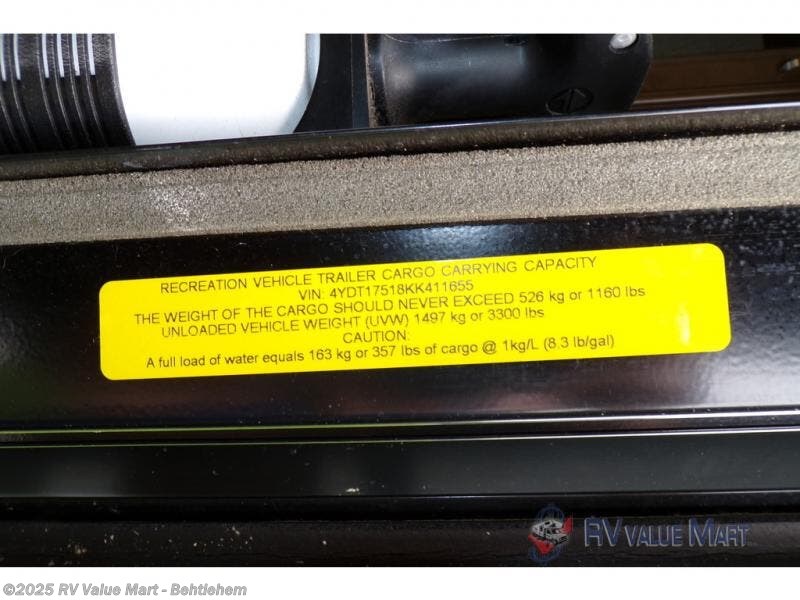 RECREATION VEHICLE TRAILER CARGO CARRYING CAPACITY
VIN: 4YDT17518KK411655
THE WEIGHT OF THE CARGO SHOULD NEVER EXCEED 526 kg or 1160 lbs
UNLOADED VEHICLE WEIGHT (UVW) 1497 kg or 3300 lbs
CAUTION:
A full load of water equals 163 kg or 357 lbs of cargo @ 1kg/L (8.3 lb/gal)
RV VALUE MART
©2025 RV Value Mart - Behtlehem